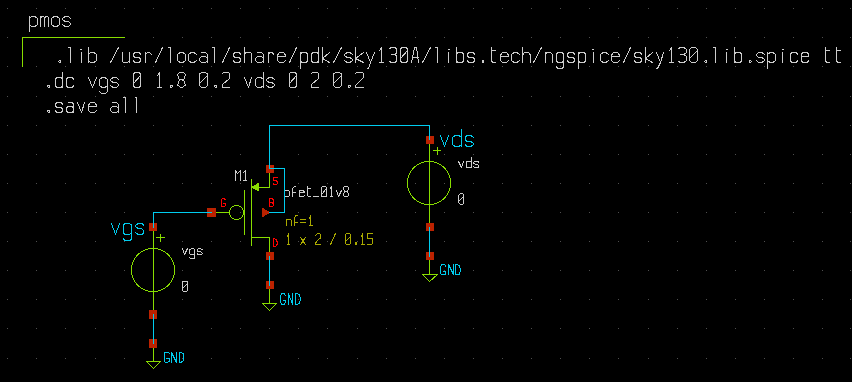 pmos
.lib /usr/local/share/pdk/sky130A/libs.tech/ngspice/sky130.lib.spice tt
.dc vgs 0 1.8 0.2 vds 0 2 0.2
.save all
vds
+
vds
0
M1
S
pfet_01v8
G
B
nf=1
1 x 2 / 0.15
D
vgs
+
vgs
0
GND
GND
GND